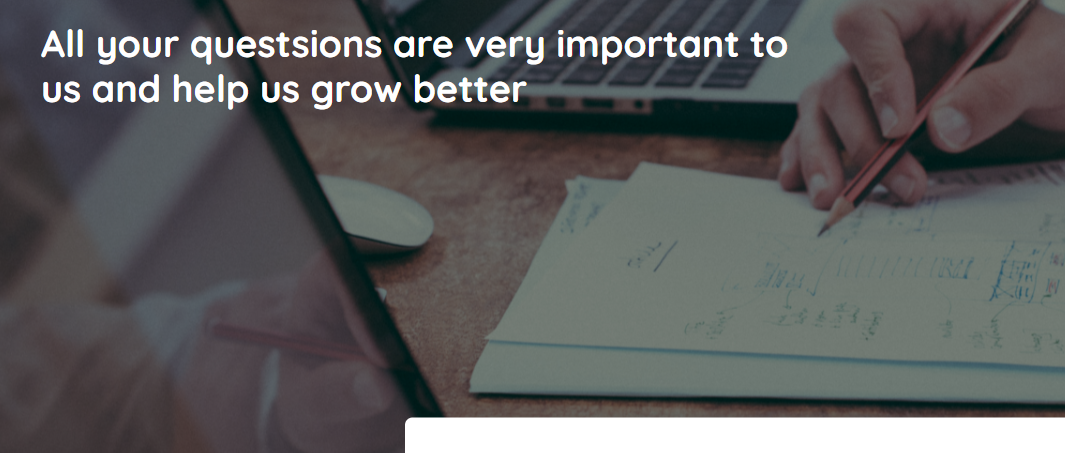 All your questsions are very important to
us and help us grow better